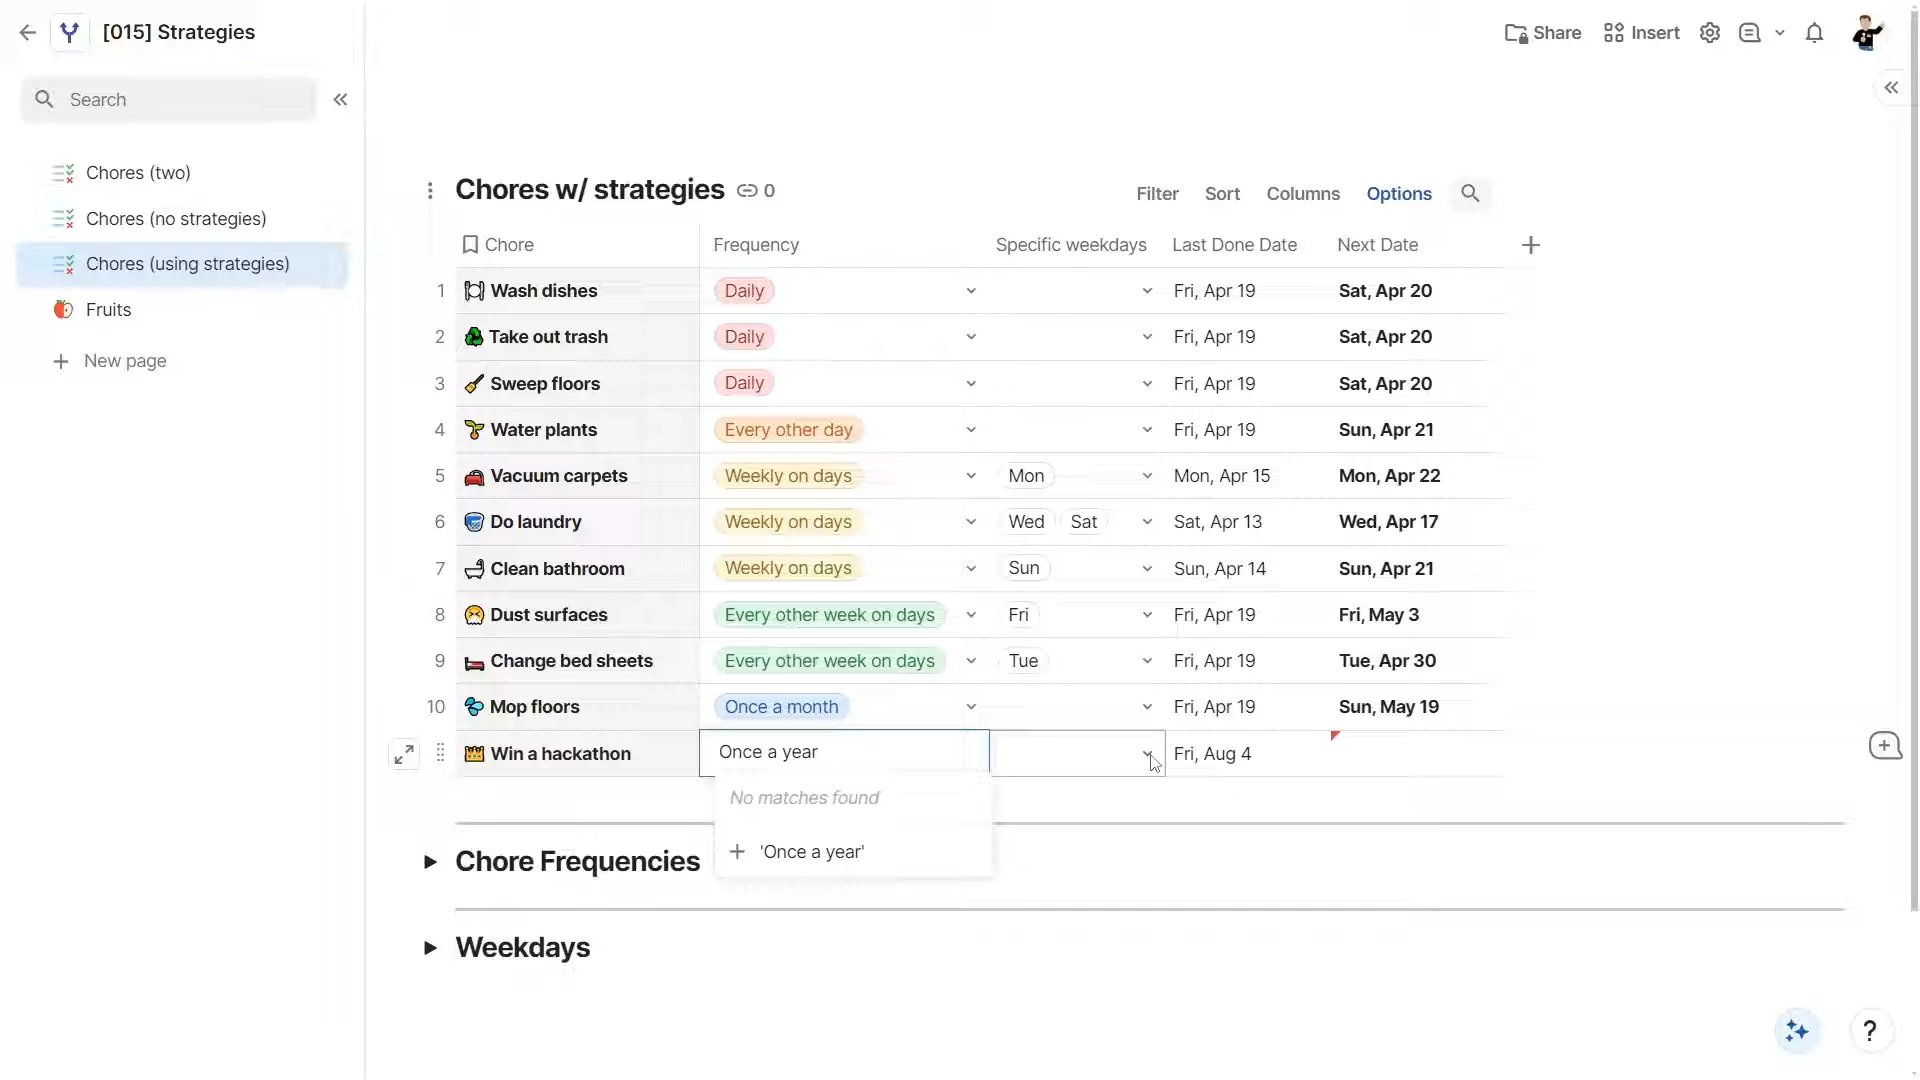 [015] Strategies
Share
Insert
Search
Chores (two)
Chores (no strategies)
Chores (using strategies)
Fruits
New page
Chores w/ strategies 0
Filter Sort Columns Options
Chore Frequency Specific weekdays Last Done Date Next Date
1 Wash dishes Daily Fri, Apr 19 Sat, Apr 20
2 Take out trash Daily Fri, Apr 19 Sat, Apr 20
3 Sweep floors Daily Fri, Apr 19 Sat, Apr 20
4 Water plants Every other day Fri, Apr 19 Sun, Apr 21
5 Vacuum carpets Weekly on days Mon Mon, Apr 15 Mon, Apr 22
6 Do laundry Weekly on days Wed Sat Sat, Apr 13 Wed, Apr 17
7 Clean bathroom Weekly on days Sun Sun, Apr 14 Sun, Apr 21
8 Dust surfaces Every other week on days Fri Fri, Apr 19 Fri, May 3
9 Change bed sheets Every other week on days Tue Fri, Apr 19 Tue, Apr 30
10 Mop floors Once a month Fri, Apr 19 Sun, May 19
Win a hackathon Once a year Fri, Aug 4
No matches found
'Once a year'
Chore Frequencies
Weekdays
?